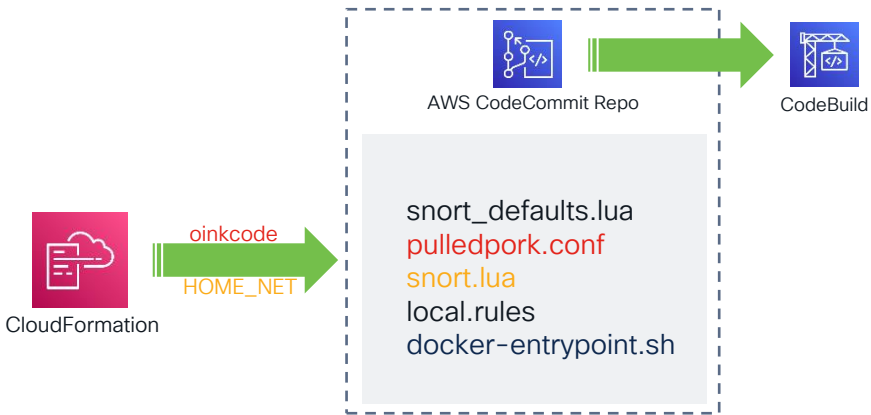 AWS CodeCommit Repo
CodeBuild
oinkcode
HOME_NET
CloudFormation
snort_defaults.lua
pulledpork.conf
snort.lua
local.rules
docker-entrypoint.sh